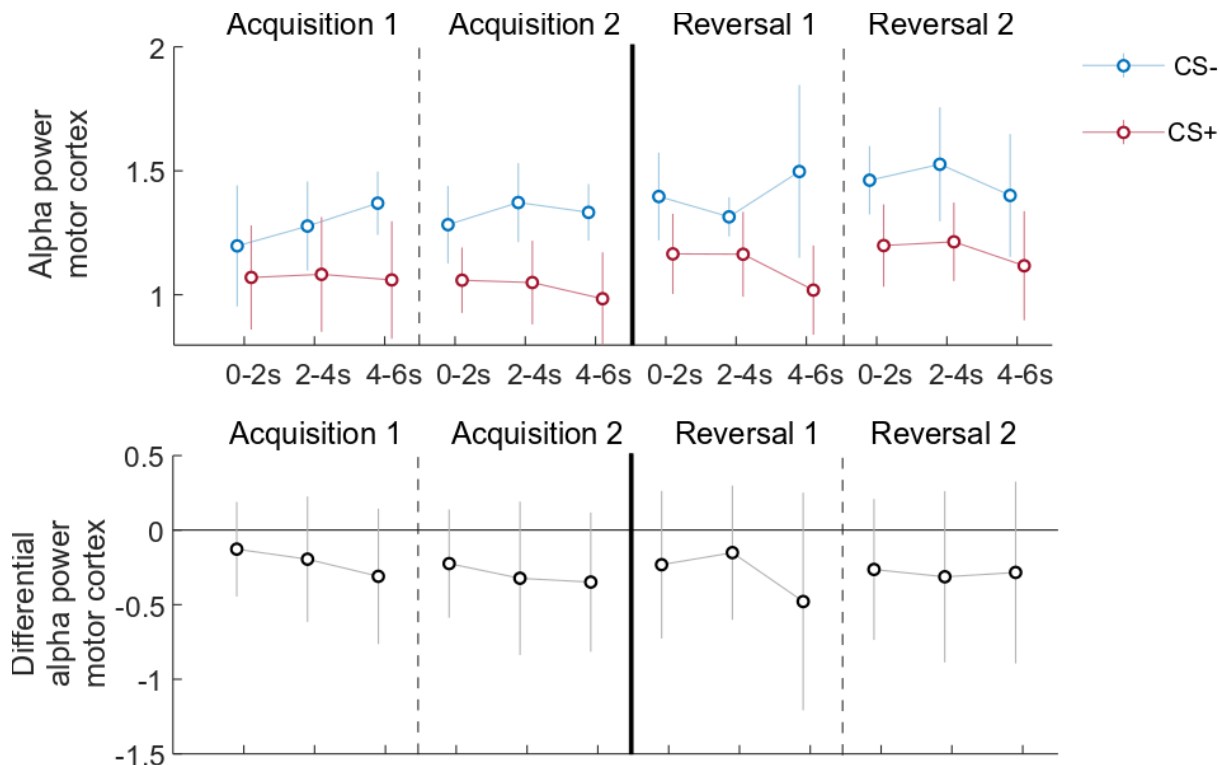 Acquisition 1 Acquisition 2 Reversal 1 Reversal 2
2
1.5
1
Alpha power
motor cortex
CS-
CS+
0-2s 2-4s 4-6s 0-2s 2-4s 4-6s 0-2s 2-4s 4-6s 0-2s 2-4s 4-6s
Acquisition 1 Acquisition 2 Reversal 1 Reversal 2
0.5
0
-0.5
-1
-1.5
Differential
alpha power
motor cortex